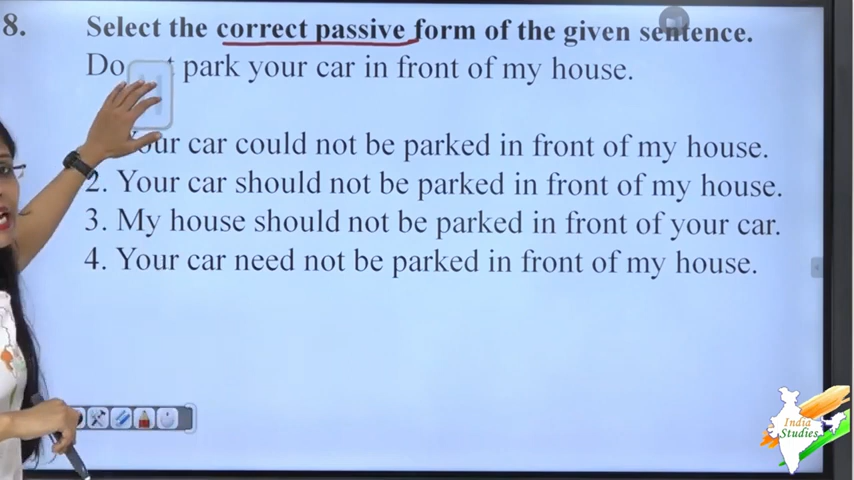 8. Select the correct passive form of the given sentence.
Do park your car in front of my house.
car could not be parked in front of my house.
2. Your car should not be parked in front of my house.
3. My house should not be parked in front of your car.
4. Your car need not be parked in front of my house.
India
Studies